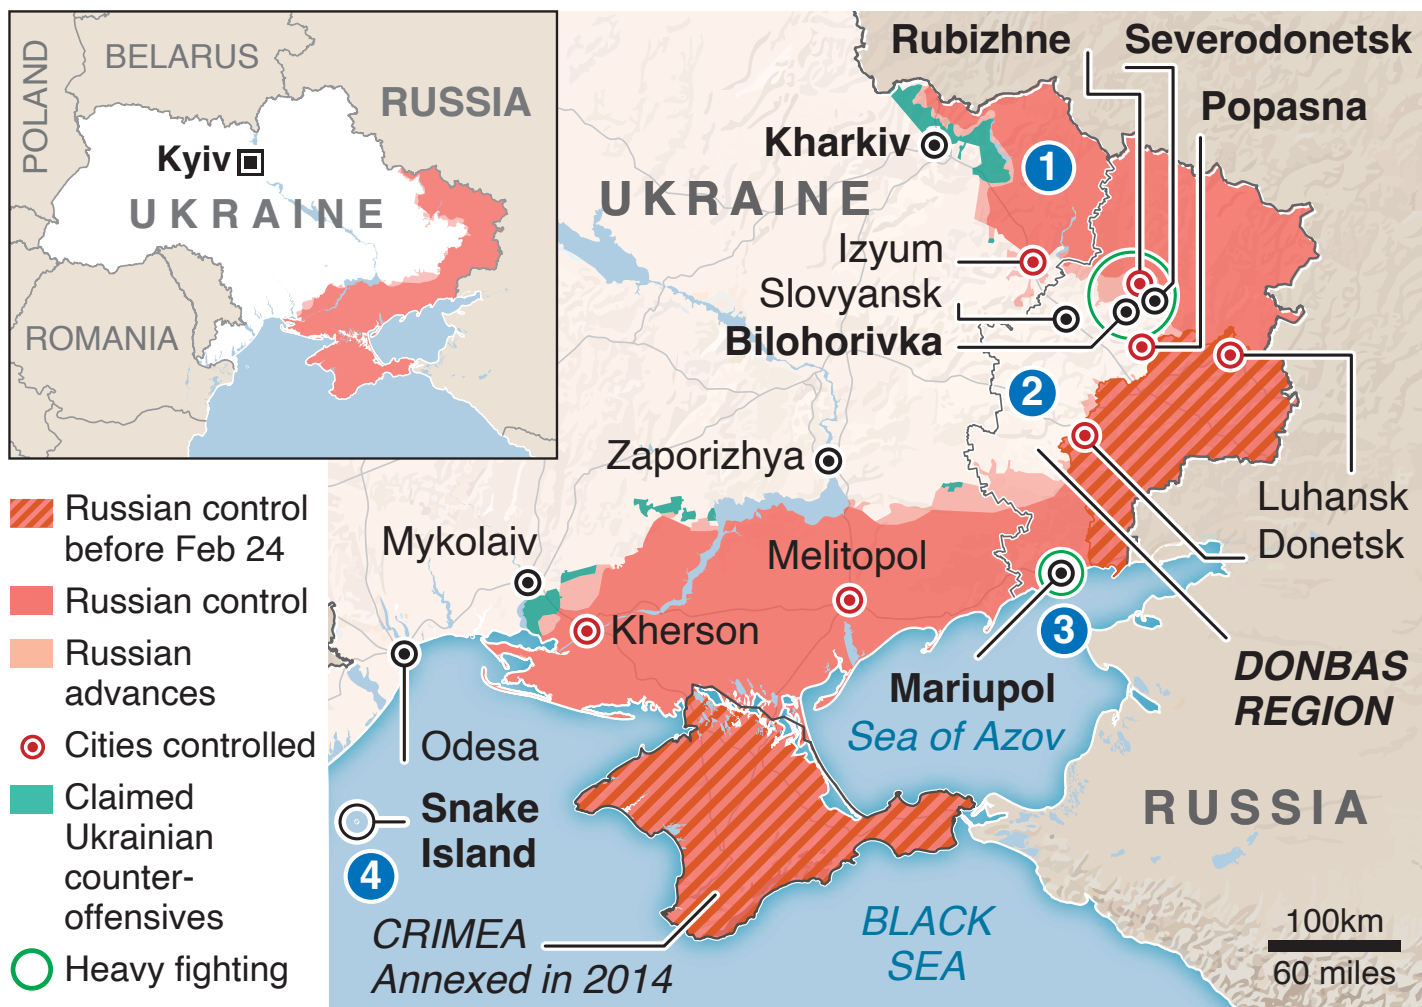 POLAND
BELARUS
RUSSIA
Kyiv
UKRAINE
ROMANIA
Rubizhne
Severodonetsk
Popasna
Kharkiv
1
UKRAINE
Izyum
Slovyansk
Bilohorivka
2
Zaporizhya
Luhansk
Donetsk
Mykolaiv
Melitopol
Kherson
3
Mariupol
Sea of Azov
DONBAS
REGION
Odesa
Snake
Island
4
RUSSIA
CRIMEA
Annexed in 2014
BLACK
SEA
100km
60 miles
Russian control
before Feb 24
Russian control
Russian
advances
Cities controlled
Claimed
Ukrainian
counter-
offensives
Heavy fighting